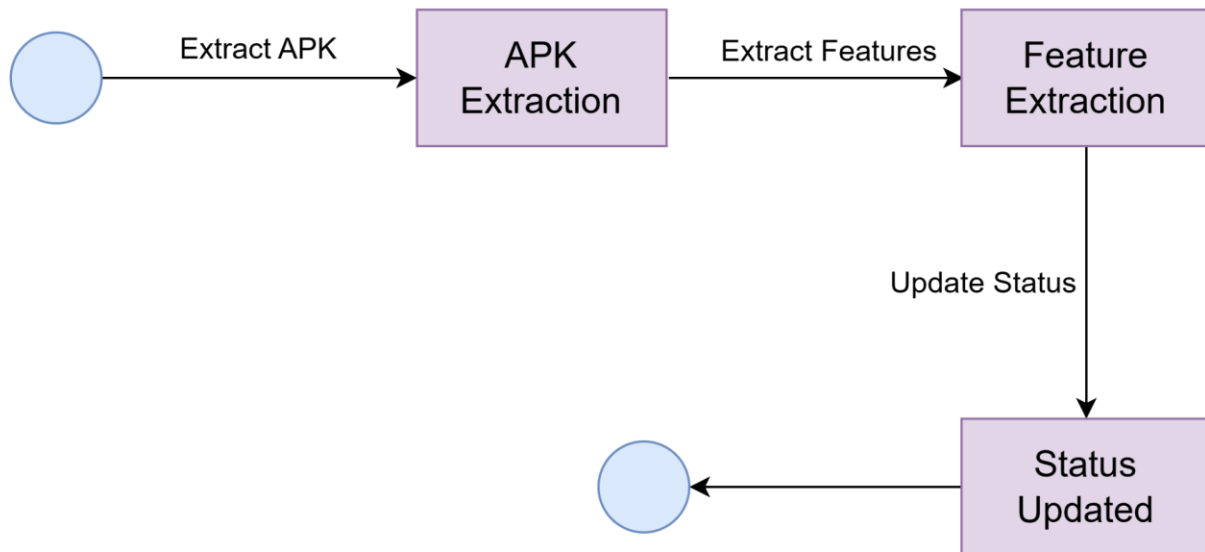 Extract APK
APK
Extraction
Extract Features
Feature
Extraction
Update Status
Status
Updated